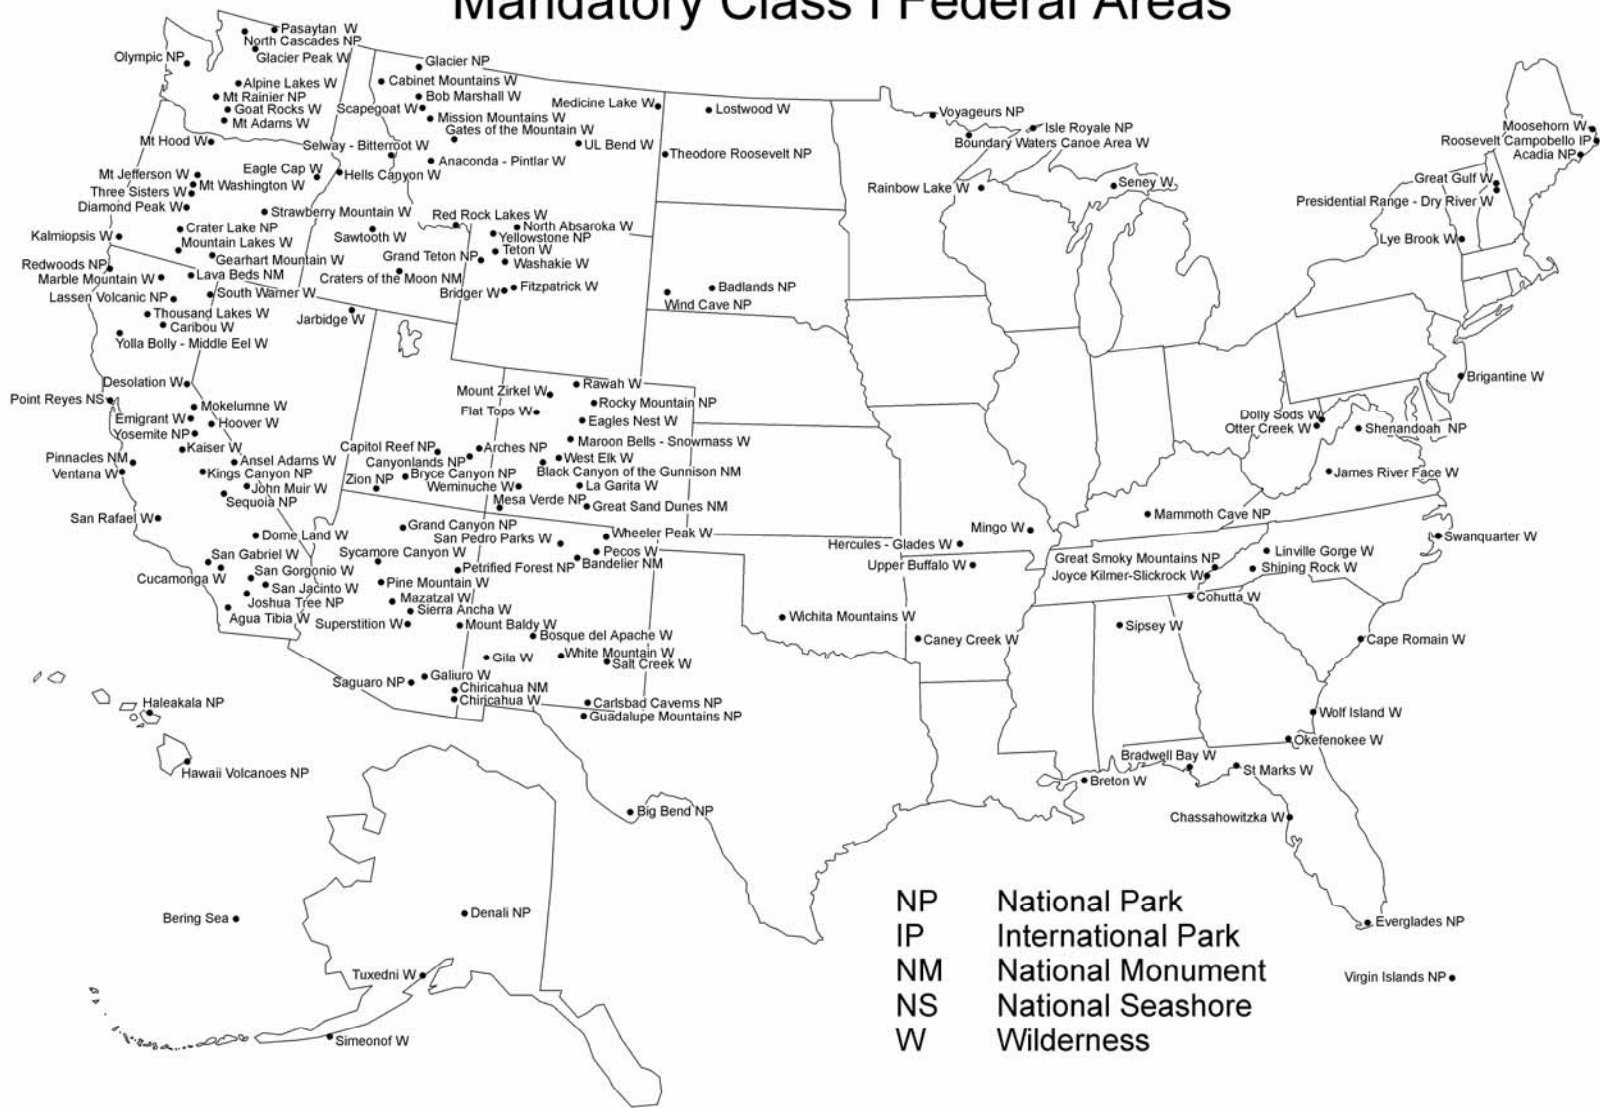 Mandatory Class I Federal Areas
Pasaytan W
North Cascades NP
Glacier Peak W
Olympic NP
Alpine Lakes W
Mt Rainier NP
Goat Rocks W
Mt Adams W
Mt Hood W
Glacier NP
Cabinet Mountains W
Bob Marshall W
Scapegoat W
Mission Mountains W
Gates of the Mountain W
Selway - Bitterroot W
Anaconda - Pintlar W
Medicine Lake W
UL Bend W
Lostwood W
Theodore Roosevelt NP
Voyageurs NP
Isle Royale NP
Boundary Waters Canoe Area W
Rainbow Lake W
Seney W
Moosehorn W
Roosevelt Campobello IP
Acadia NP
Great Gulf W
Presidential Range - Dry River W
Lye Brook W
Eagle Cap W
Hells Canyon W
Mt Jefferson W
Mt Washington W
Three Sisters W
Diamond Peak W
Strawberry Mountain W
Crater Lake NP
Kalmiopsis W
Mountain Lakes W
Gearhart Mountain W
Redwoods NP
Marble Mountain W
Lava Beds NM
Lassen Volcanic NP
South Warner W
Thousand Lakes W
Caribou W
Yolla Bolly - Middle Eel W
Sawtooth W
Craters of the Moon NM
Jarbidge W
Red Rock Lakes W
North Absaroka W
Yellowstone NP
Teton W
Grand Teton NP
Washakie W
Bridger W
Fitzpatrick W
Badlands NP
Wind Cave NP
Desolation W
Point Reyes NS
Mokelumne W
Emigrant W
Hoover W
Yosemite NP
Kaiser W
Pinnacles NM
Ansel Adams W
Ventana W
Kings Canyon NP
John Muir W
Sequoia NP
San Rafael W
Dome Land W
San Gabriel W
Cucamonga W
San Gorgonio W
San Jacinto W
Joshua Tree NP
Agua Tibia W
Mount Zirkel W
Rawah W
Flat Tops W
Rocky Mountain NP
Eagles Nest W
Maroon Bells - Snowmass W
Capitol Reef NP
Arches NP
West Elk W
Canyonlands NP
Black Canyon of the Gunnison NM
Bryce Canyon NP
Zion NP
Weminuche W
La Garita W
Mesa Verde NP
Great Sand Dunes NM
Grand Canyon NP
San Pedro Parks W
Wheeler Peak W
Sycamore Canyon W
Pecos W
Petrified Forest NP
Bandelier NM
Pine Mountain W
Mazatzal W
Sierra Ancha W
Superstition W
Mount Baldy W
Bosque del Apache W
Gila W
White Mountain W
Salt Creek W
Saguaro NP
Galiuro W
Chiricahua NM
Chiricahua W
Carlsbad Caverns NP
Guadalupe Mountains NP
Big Bend NP
Wichita Mountains W
Caney Creek W
Mingo W
Hercules - Glades W
Upper Buffalo W
Mammoth Cave NP
Brigantine W
Dolly Sods W
Otter Creek W
Shenandoah NP
James River Face W
Swanquarter W
Great Smoky Mountains NP
Joyce Kilmer-Slickrock W
Linville Gorge W
Shining Rock W
Cohutta W
Sipsey W
Cape Romain W
Wolf Island W
Okefenokee W
Bradwell Bay W
St Marks W
Breton W
Chassahowitzka W
Everglades NP
Virgin Islands NP
Haleakala NP
Hawaii Volcanoes NP
Bering Sea
Denali NP
Tuxedni W
Simeonof W
NP National Park
IP International Park
NM National Monument
NS National Seashore
W Wilderness